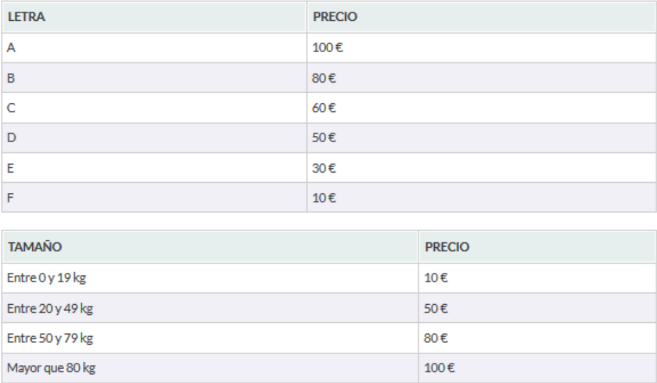 LETRA PRECIO
A 100 €
B 80 €
C 60 €
D 50 €
E 30 €
F 10 €
TAMAÑO PRECIO
Entre 0 y 19 kg 10 €
Entre 20 y 49 kg 50 €
Entre 50 y 79 kg 80 €
Mayor que 80 kg 100 €